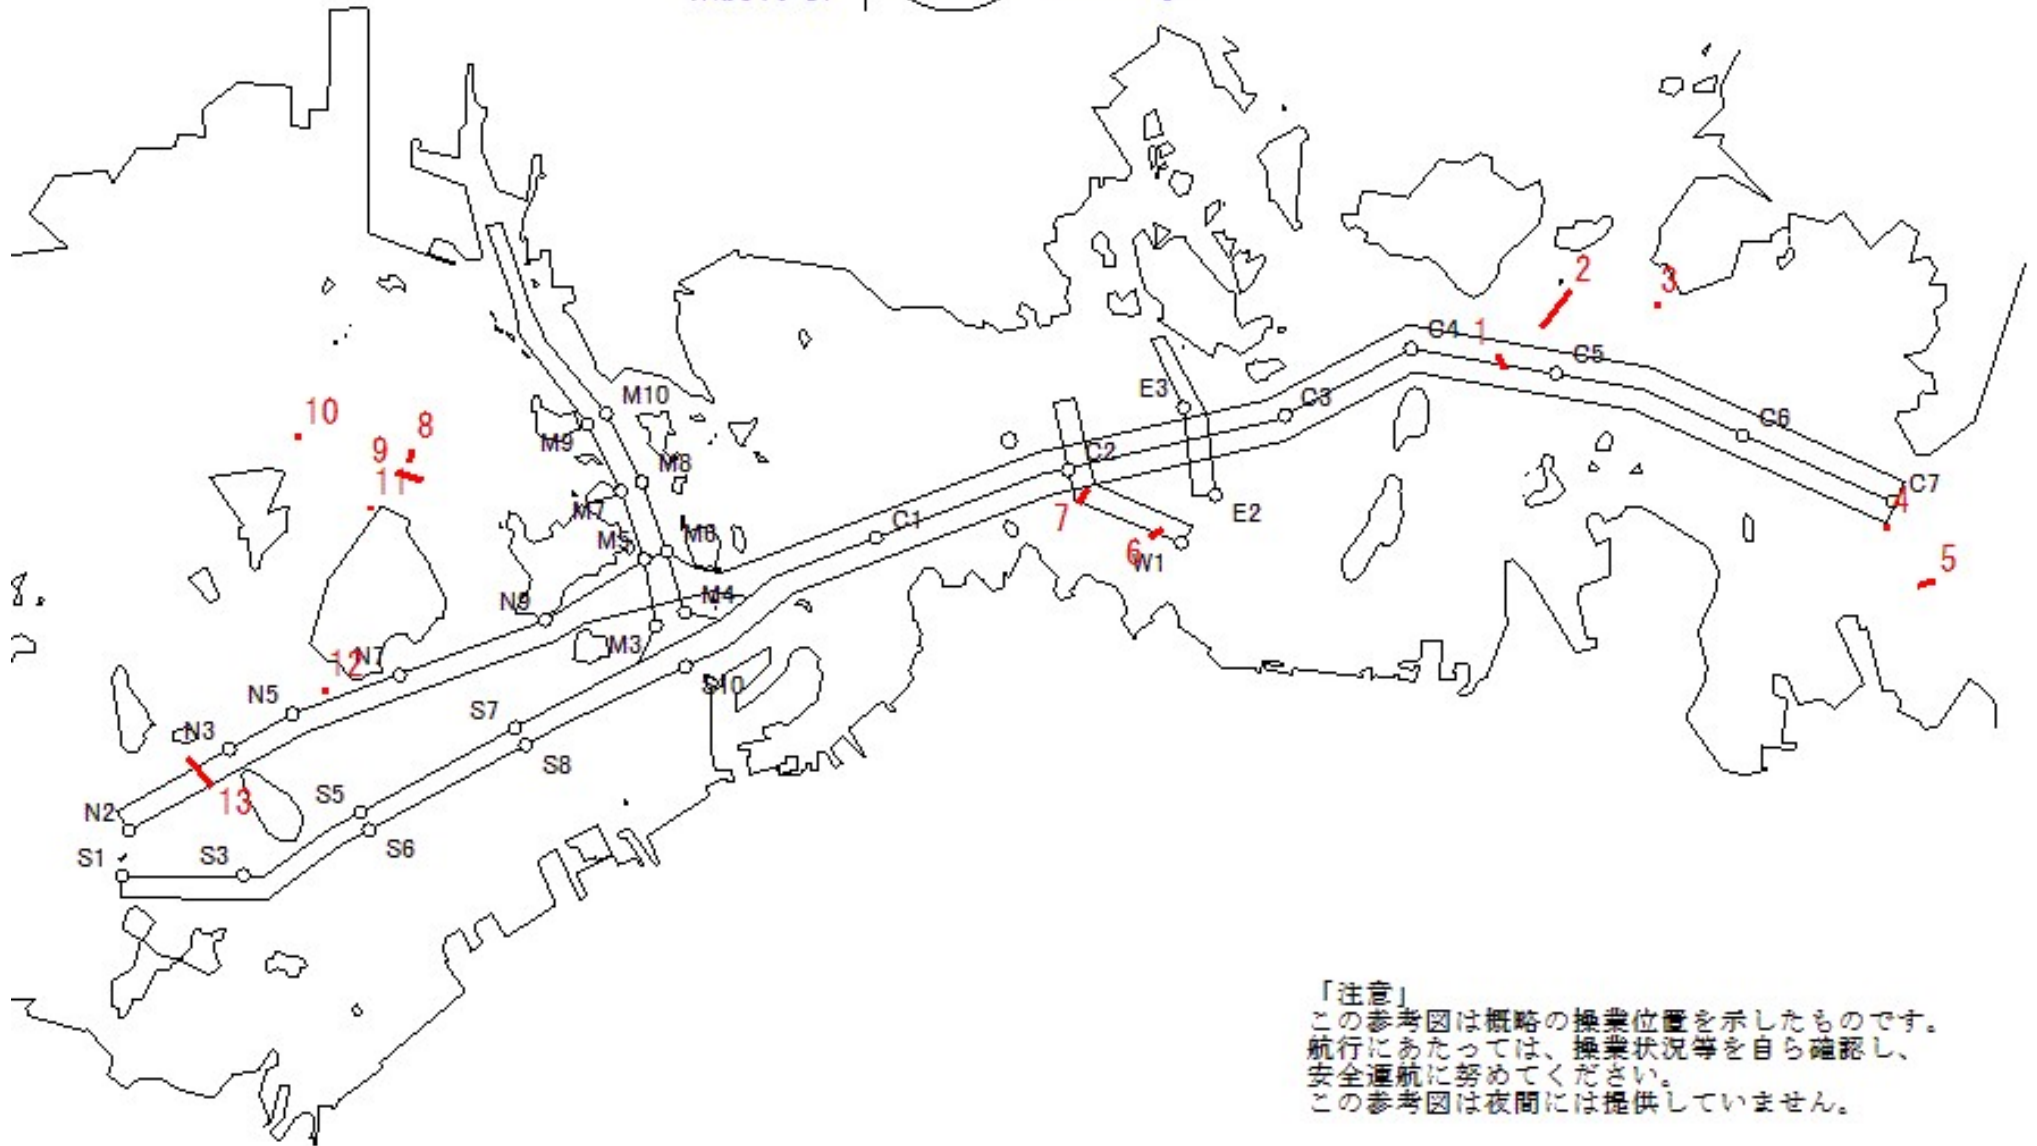 2
3
C4
1
C5
E3
M10
10
8
C3
C6
M9
9
M8
C2
C7
11
4
M7
C1
7
E2
M5
M6
6
W1
5
N9
M4
M3
12
N7
N5
S10
N3
S7
S8
13
S5
N2
S6
S1
S3
「注意」
この参考図は概略の操業位置を示したものです。
航行にあたっては、操業状況等を自ら確認し、
安全運航に努めてください。
この参考図は夜間には提供していません。